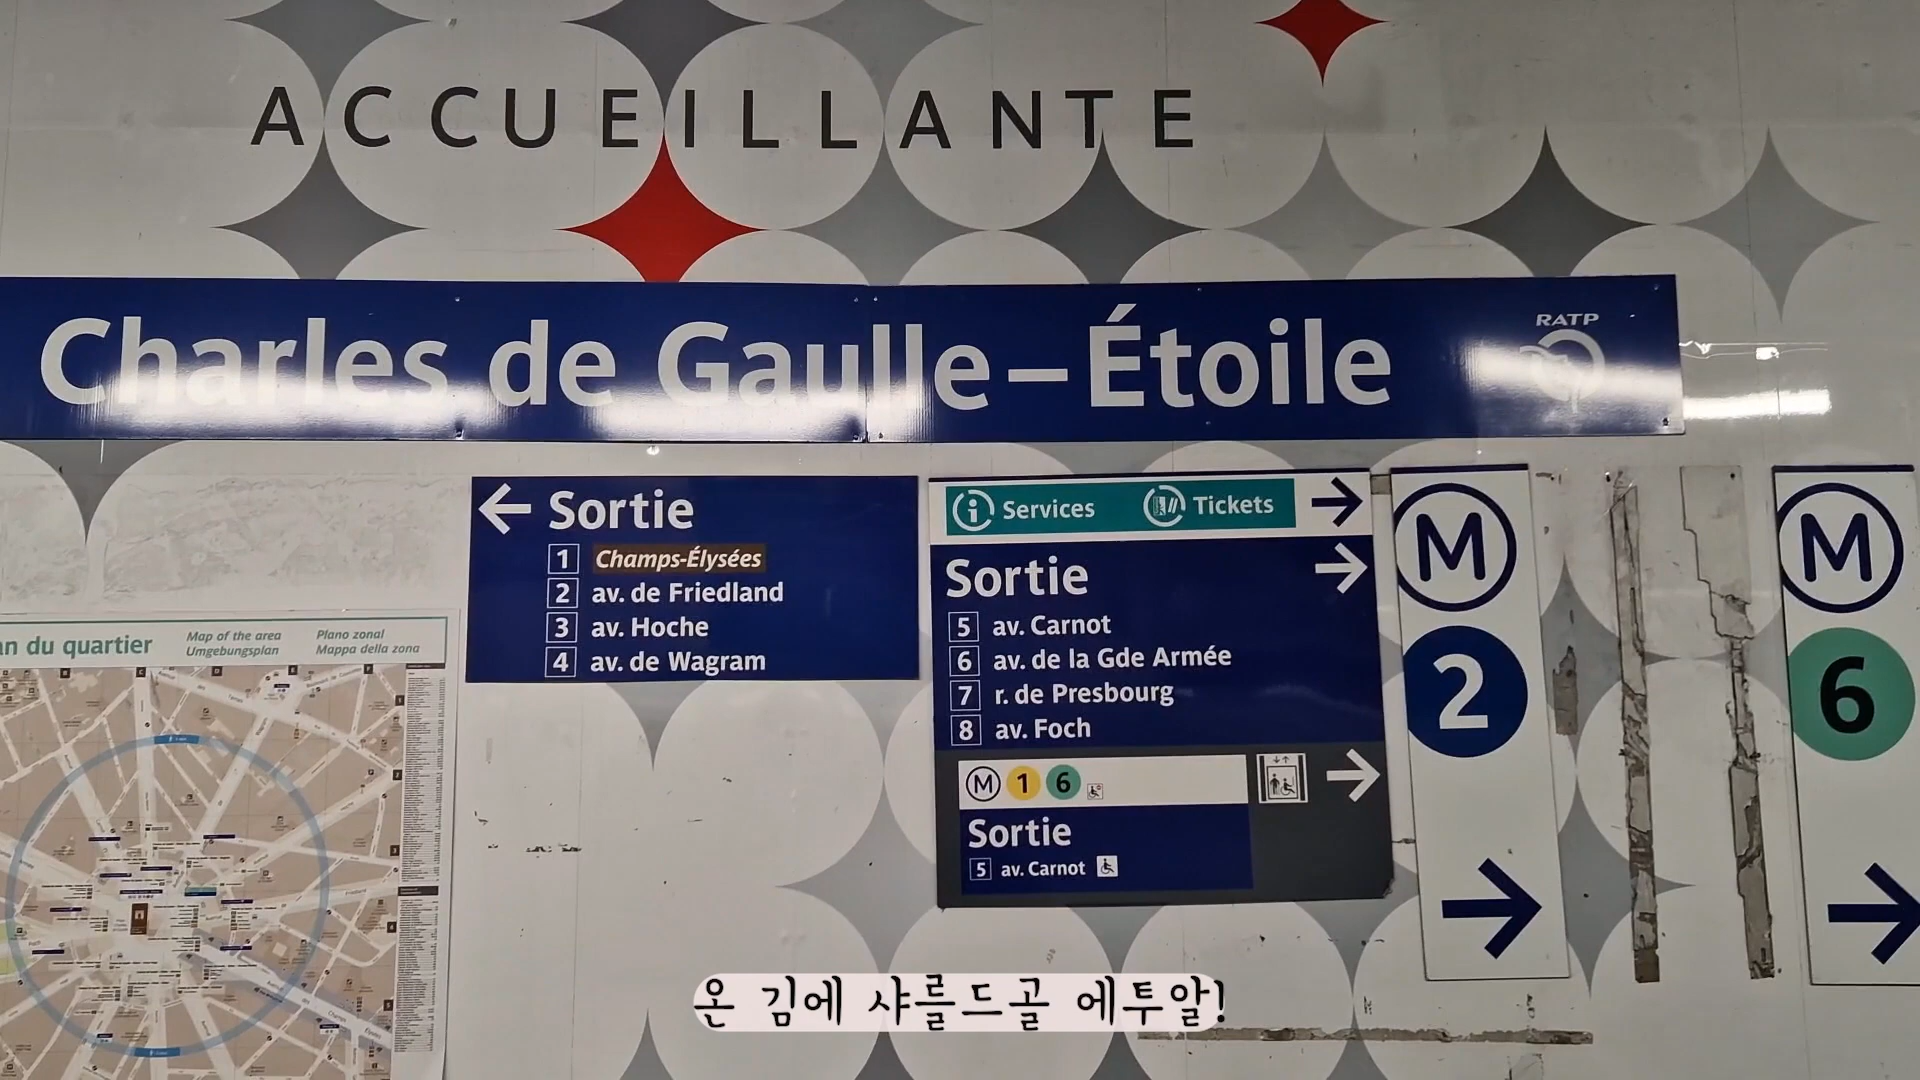 ACCUEILLANTE
Charles de Gaulle–Étoile
RATP
← Sortie
1 Champs-Élysées
2 av. de Friedland
3 av. Hoche
4 av. de Wagram
Services Tickets →
Sortie →
5 av. Carnot
6 av. de la Gde Armée
7 r. de Presbourg
8 av. Foch
M 1 6 →
Sortie
5 av. Carnot
M
2
→
M
6
→
du quartier
Map of the area
Umgebungsplan
Plano zonal
Mappa della zona
온 김에 샤를드골 에투알!